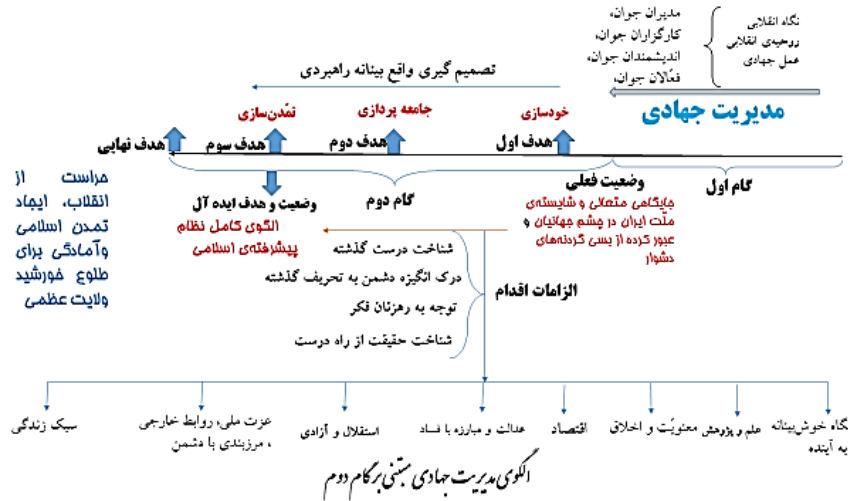 نگاه انقلابی
روحیه‌ی انقلابی
عمل جهادی
مدیران جوان،
کارگزاران جوان،
اندیشمندان جوان،
فعّالان جوان،
مدیریت جهادی
تصمیم گیری واقع بینانه راهبردی
خودسازی
جامعه پردازی
تمّدن‌سازی
هدف اول
هدف دوم
هدف سوم
هدف نهایی
گام اول
وضعیت فعلی
گام دوم
وضعیت و هدف ایده آل
جایگاهی متعالی و شایسته‌ی
ملّت ایران در چشم جهانیان و
عبور کرده از بسی گردنه‌های
دشوار
الگوی کامل نظام
پیشرفته‌ی اسلامی
حراست از
انقلاب، ایجاد
تمدن اسلامی
وآمادگی برای
طلوع خورشید
ولایت عظمی
الزامات اقدام
شناخت درست گذشته
درک انگیزه دشمن به تحریف گذشته
توجه به رهزنان فکر
شناخت حقیقت از راه درست
نگاه خوش‌بینانه
به آینده
علم و پژوهش
معنویّت و اخلاق
اقتصاد
عدالت و مبارزه با فساد
استقلال و آزادی
عزت ملی، روابط خارجی
، مرزبندی با دشمن
سبک زندگی
الگوی مدیریت جهادی مبتنی بر گام دوم